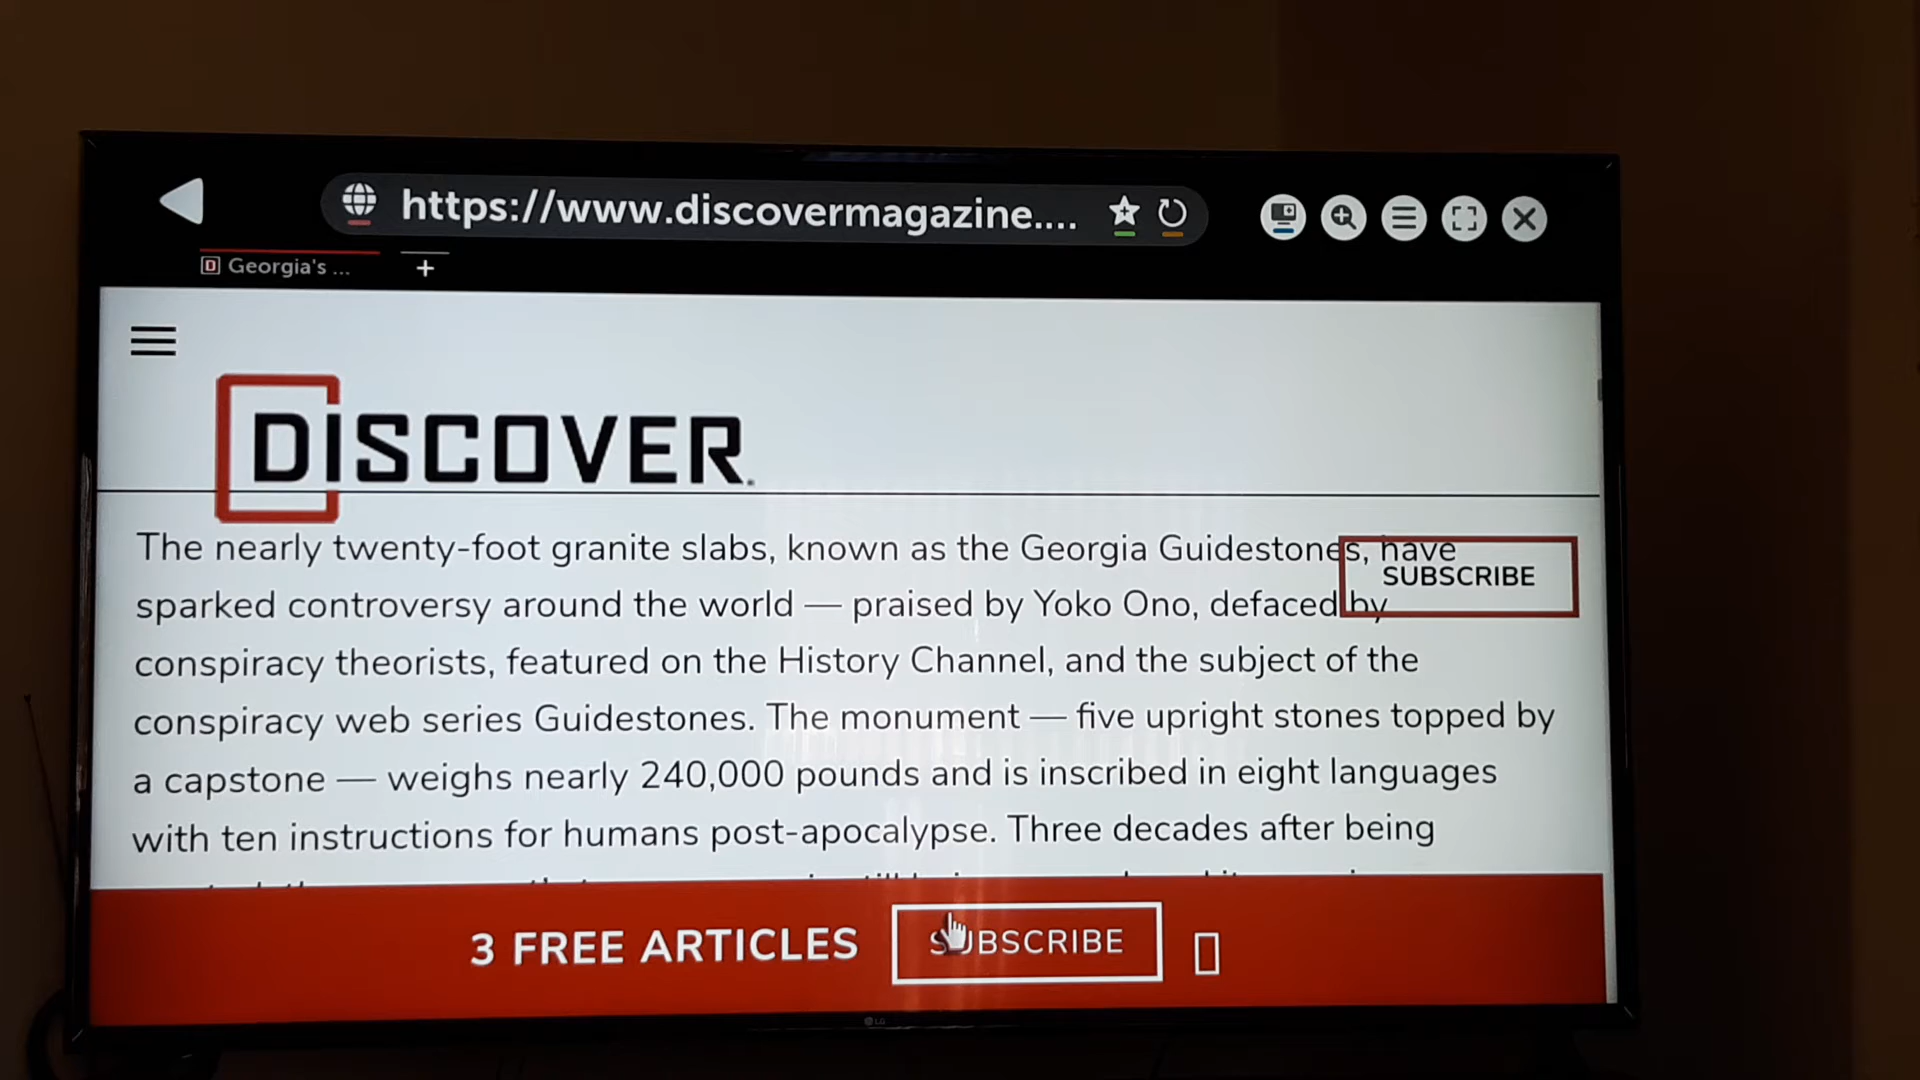 https://www.discovermagazine....
Georgia's ...
+
DISCOVER.
The nearly twenty-foot granite slabs, known as the Georgia Guidestones, have
SUBSCRIBE
sparked controversy around the world — praised by Yoko Ono, defaced by
conspiracy theorists, featured on the History Channel, and the subject of the
conspiracy web series Guidestones. The monument — five upright stones topped by
a capstone — weighs nearly 240,000 pounds and is inscribed in eight languages
with ten instructions for humans post-apocalypse. Three decades after being
3 FREE ARTICLES
SUBSCRIBE
LG